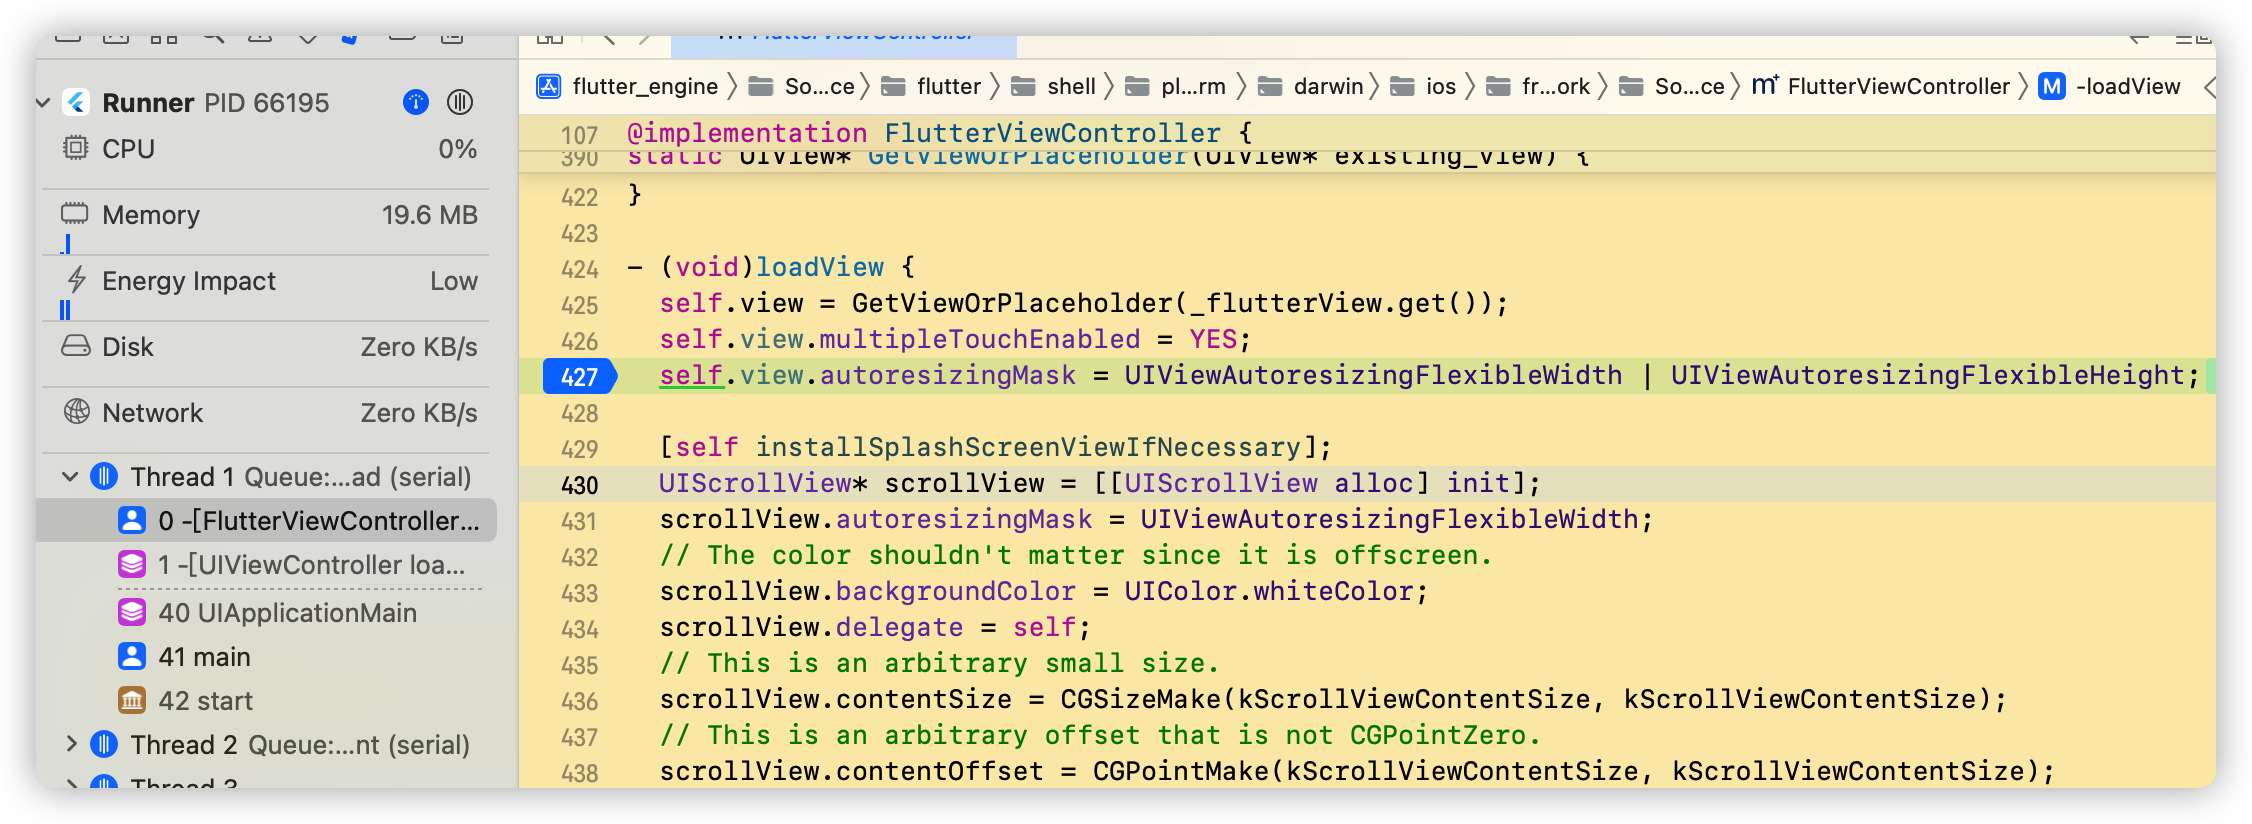 FlutterViewController
Runner PID 66195
CPU 0%
Memory 19.6 MB
Energy Impact Low
Disk Zero KB/s
Network Zero KB/s
Thread 1 Queue:...ad (serial)
0 -[FlutterViewController...
1 -[UIViewController loa...
40 UIApplicationMain
41 main
42 start
Thread 2 Queue:...nt (serial)
Thread 3
flutter_engine So...ce flutter shell pl...rm darwin ios fr...ork So...ce m+ FlutterViewController M -loadView
107 @implementation FlutterViewController {
390 static UIView* GetViewOrPlaceholder(UIView* existing_view) {
422 }
423
424 - (void)loadView {
425 self.view = GetViewOrPlaceholder(_flutterView.get());
426 self.view.multipleTouchEnabled = YES;
427 self.view.autoresizingMask = UIViewAutoresizingFlexibleWidth | UIViewAutoresizingFlexibleHeight;
428
429 [self installSplashScreenViewIfNecessary];
430 UIScrollView* scrollView = [[UIScrollView alloc] init];
431 scrollView.autoresizingMask = UIViewAutoresizingFlexibleWidth;
432 // The color shouldn't matter since it is offscreen.
433 scrollView.backgroundColor = UIColor.whiteColor;
434 scrollView.delegate = self;
435 // This is an arbitrary small size.
436 scrollView.contentSize = CGSizeMake(kScrollViewContentSize, kScrollViewContentSize);
437 // This is an arbitrary offset that is not CGPointZero.
438 scrollView.contentOffset = CGPointMake(kScrollViewContentSize, kScrollViewContentSize);